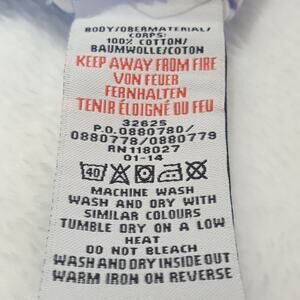 BODY/OBERMATERIAL/
CORPS:
100% COTTON/
BAUMWOLLE/COTON
KEEP AWAY FROM FIRE
VON FEUER
FERNHALTEN
TENIR ÉLOIGNÉ DU FEU
32625
P.O.0880780/
0880778/0880779
RN118027
01-14
40
MACHINE WASH
WASH AND DRY WITH
SIMILAR COLOURS
TUMBLE DRY ON A LOW
HEAT
DO NOT BLEACH
WASH AND DRY INSIDE OUT
WARM IRON ON REVERSE